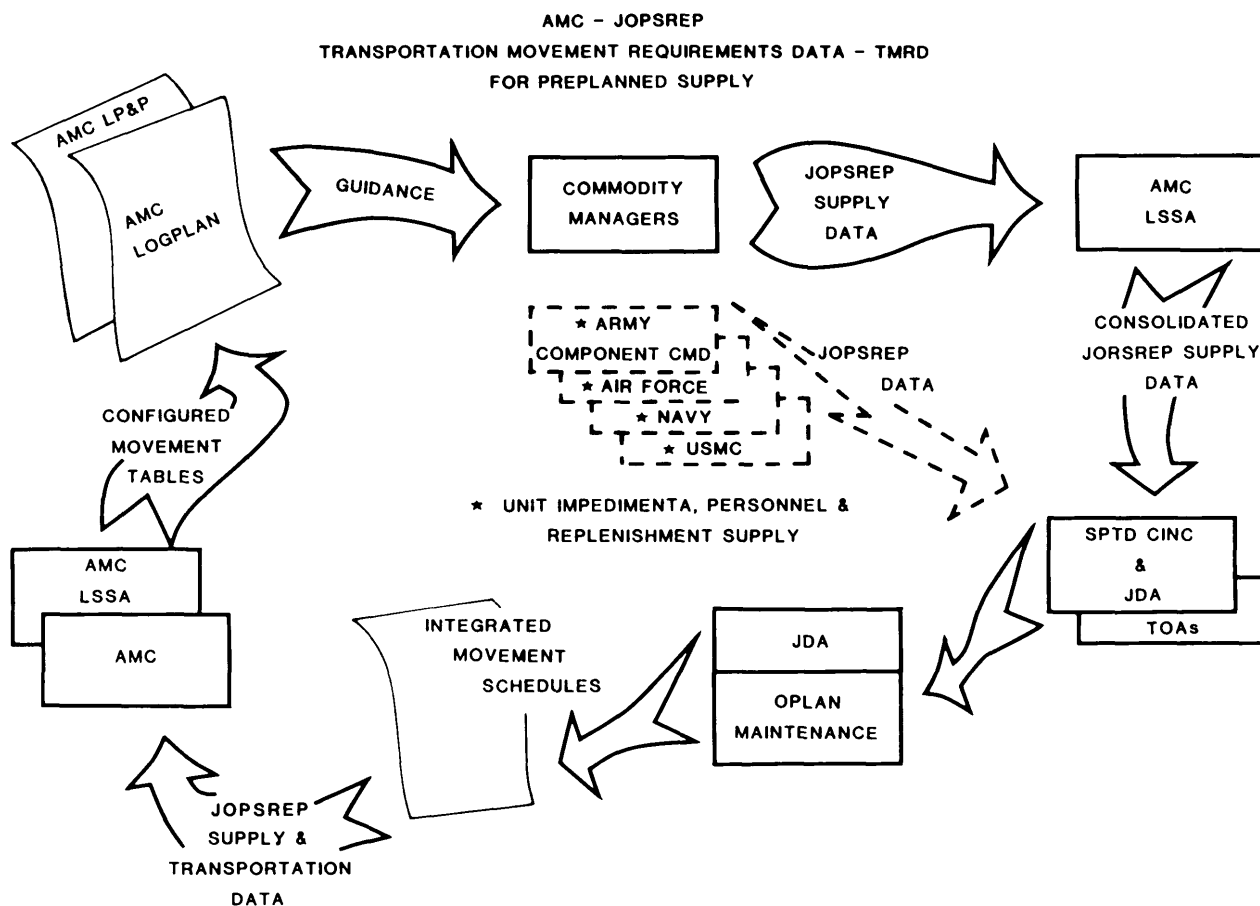 AMC - JOPSREP
TRANSPORTATION MOVEMENT REQUIREMENTS DATA - TMRD
FOR PREPLANNED SUPPLY
AMC LP&P
AMC
LOGPLAN
GUIDANCE
COMMODITY
MANAGERS
JOPSREP
SUPPLY
DATA
AMC
LSSA
CONSOLIDATED
JORSREP SUPPLY
DATA
★ ARMY
COMPONENT CMD
★ AIR FORCE
★ NAVY
★ USMC
JOPSREP
DATA
★ UNIT IMPEDIMENTA, PERSONNEL &
REPLENISHMENT SUPPLY
SPTD CINC
&
JDA
TOAs
JDA
OPLAN
MAINTENANCE
INTEGRATED
MOVEMENT
SCHEDULES
JOPSREP
SUPPLY &
TRANSPORTATION
DATA
AMC
LSSA
AMC
CONFIGURED
MOVEMENT
TABLES